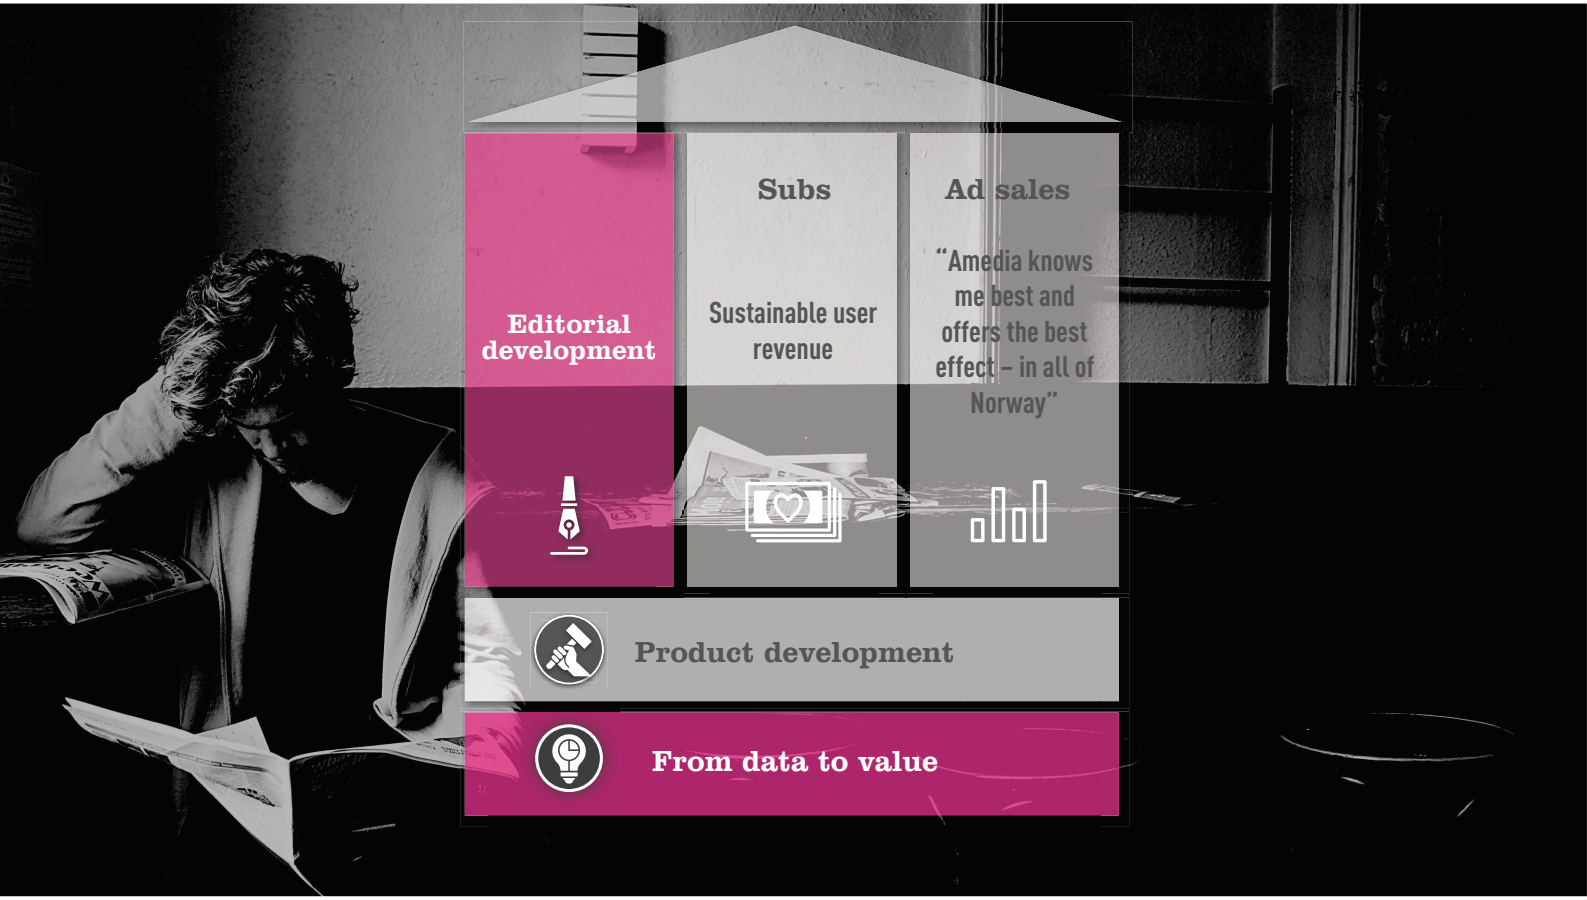 Editorial
development
Subs
Sustainable user
revenue
Ad sales
“Amedia knows
me best and
offers the best
effect – in all of
Norway”
Product development
From data to value